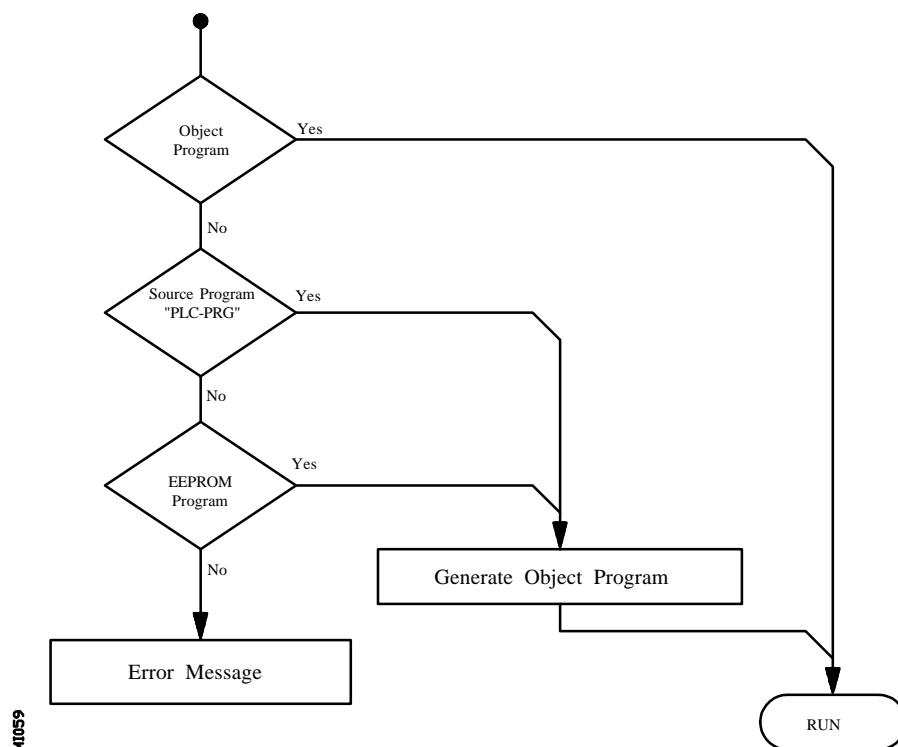 Object
Program
Yes
No
Source Program
"PLC-PRG"
Yes
No
EEPROM
Program
Yes
No
Generate Object Program
Error Message
RUN